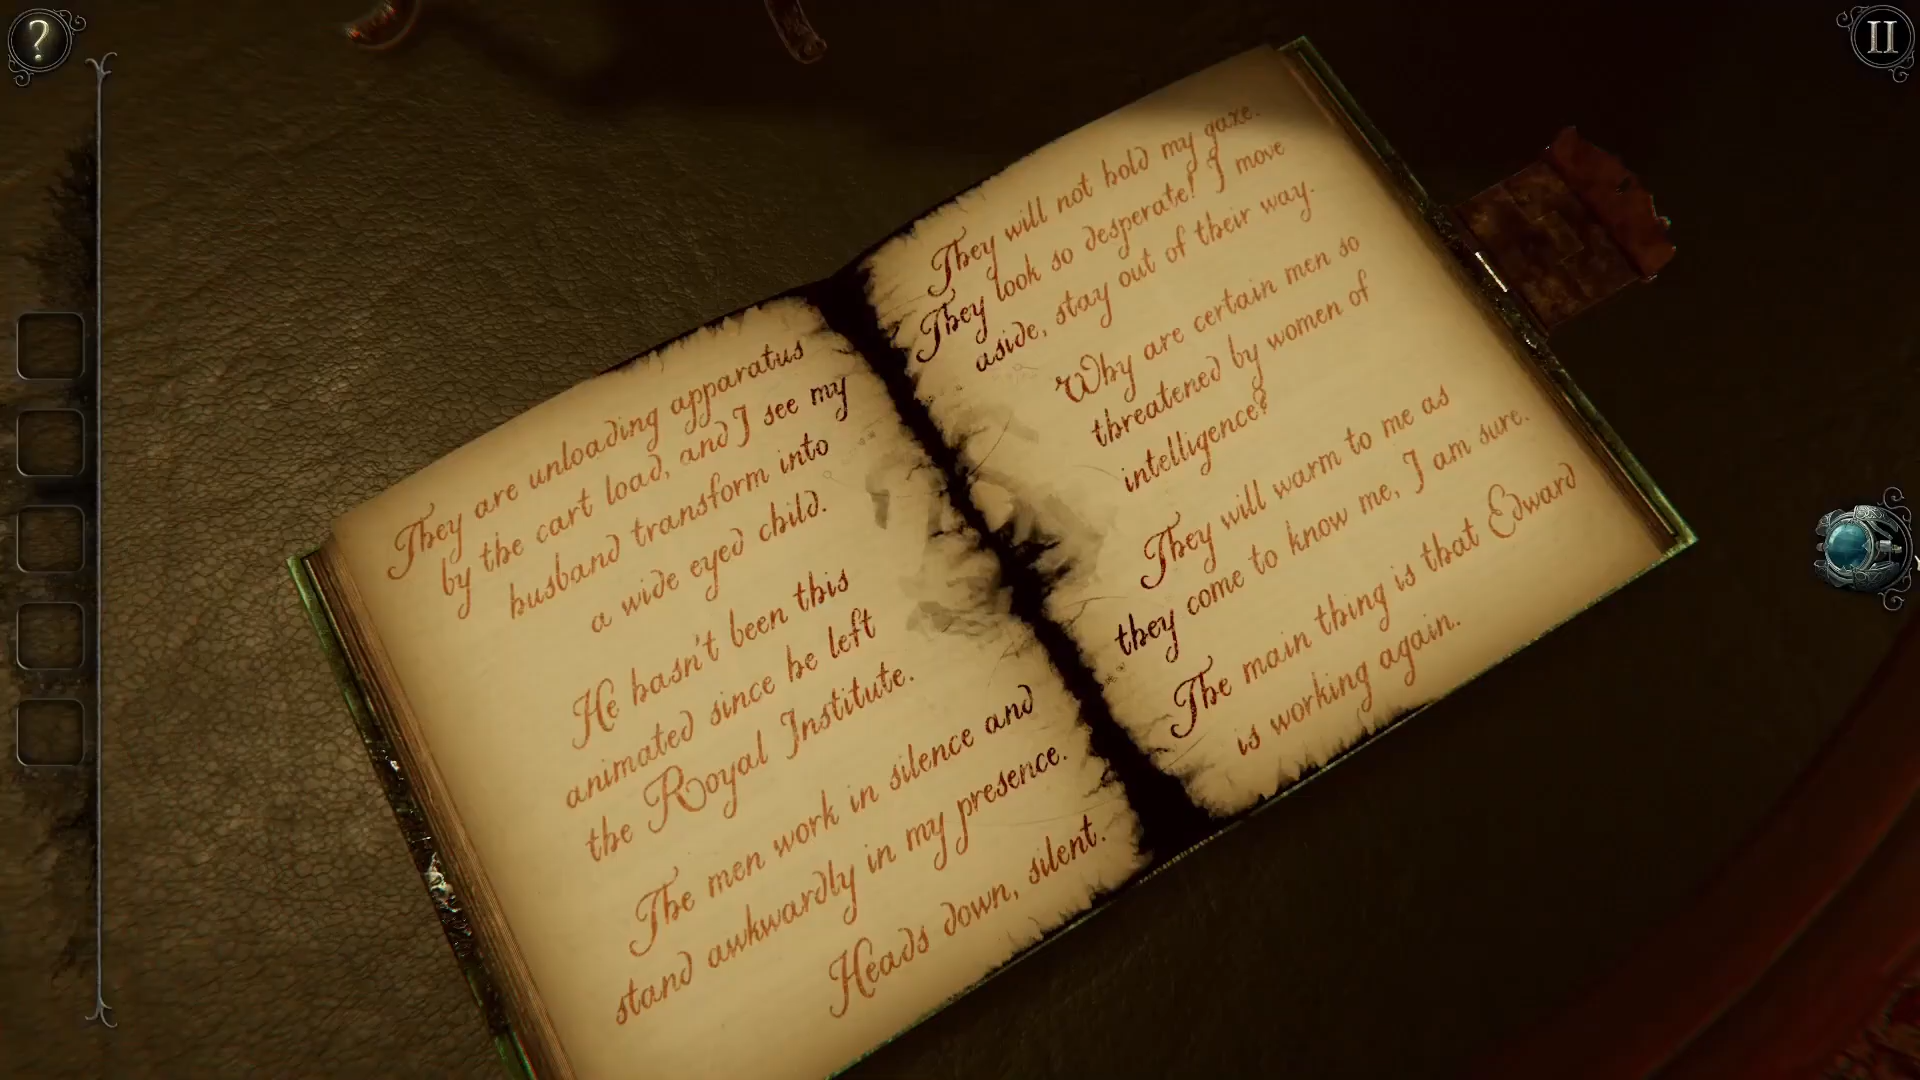 ?
II
They are unloading apparatus
by the cart load, and I see my
husband transform into
a wide eyed child.
He hasn't been this
animated since he left
the Royal Institute.
The men work in silence and
stand awkwardly in my presence.
Heads down, silent.
They will not hold my gaze.
They look so desperate! I move
aside, stay out of their way.
Why are certain men so
threatened by women of
intelligence?
They will warm to me as
they come to know me, I am sure.
The main thing is that Edward
is working again.